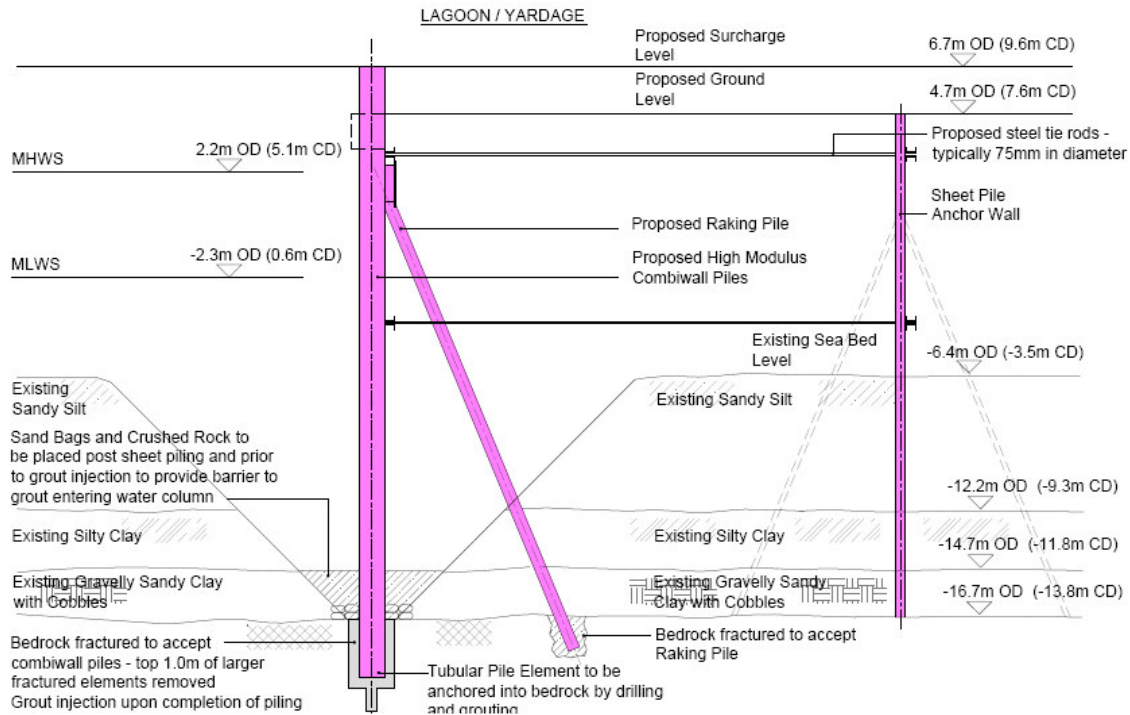 LAGOON / YARDAGE
Proposed Surcharge
Level
6.7m OD (9.6m CD)
Proposed Ground
Level
4.7m OD (7.6m CD)
Proposed steel tie rods -
typically 75mm in diameter
MHWS
2.2m OD (5.1m CD)
Sheet Pile
Anchor Wall
Proposed Raking Pile
MLWS
-2.3m OD (0.6m CD)
Proposed High Modulus
Combiwall Piles
Existing Sea Bed
Level
-6.4m OD (-3.5m CD)
Existing
Sandy Silt
Existing Sandy Silt
Sand Bags and Crushed Rock to
be placed post sheet piling and prior
to grout injection to provide barrier to
grout entering water column
-12.2m OD (-9.3m CD)
Existing Silty Clay
Existing Silty Clay
-14.7m OD (-11.8m CD)
Existing Gravelly Sandy Clay
with Cobbles
Existing Gravelly Sandy
Clay with Cobbles
-16.7m OD (-13.8m CD)
Bedrock fractured to accept
combiwall piles - top 1.0m of larger
fractured elements removed
Grout injection upon completion of piling
Bedrock fractured to accept
Raking Pile
Tubular Pile Element to be
anchored into bedrock by drilling
and grouting